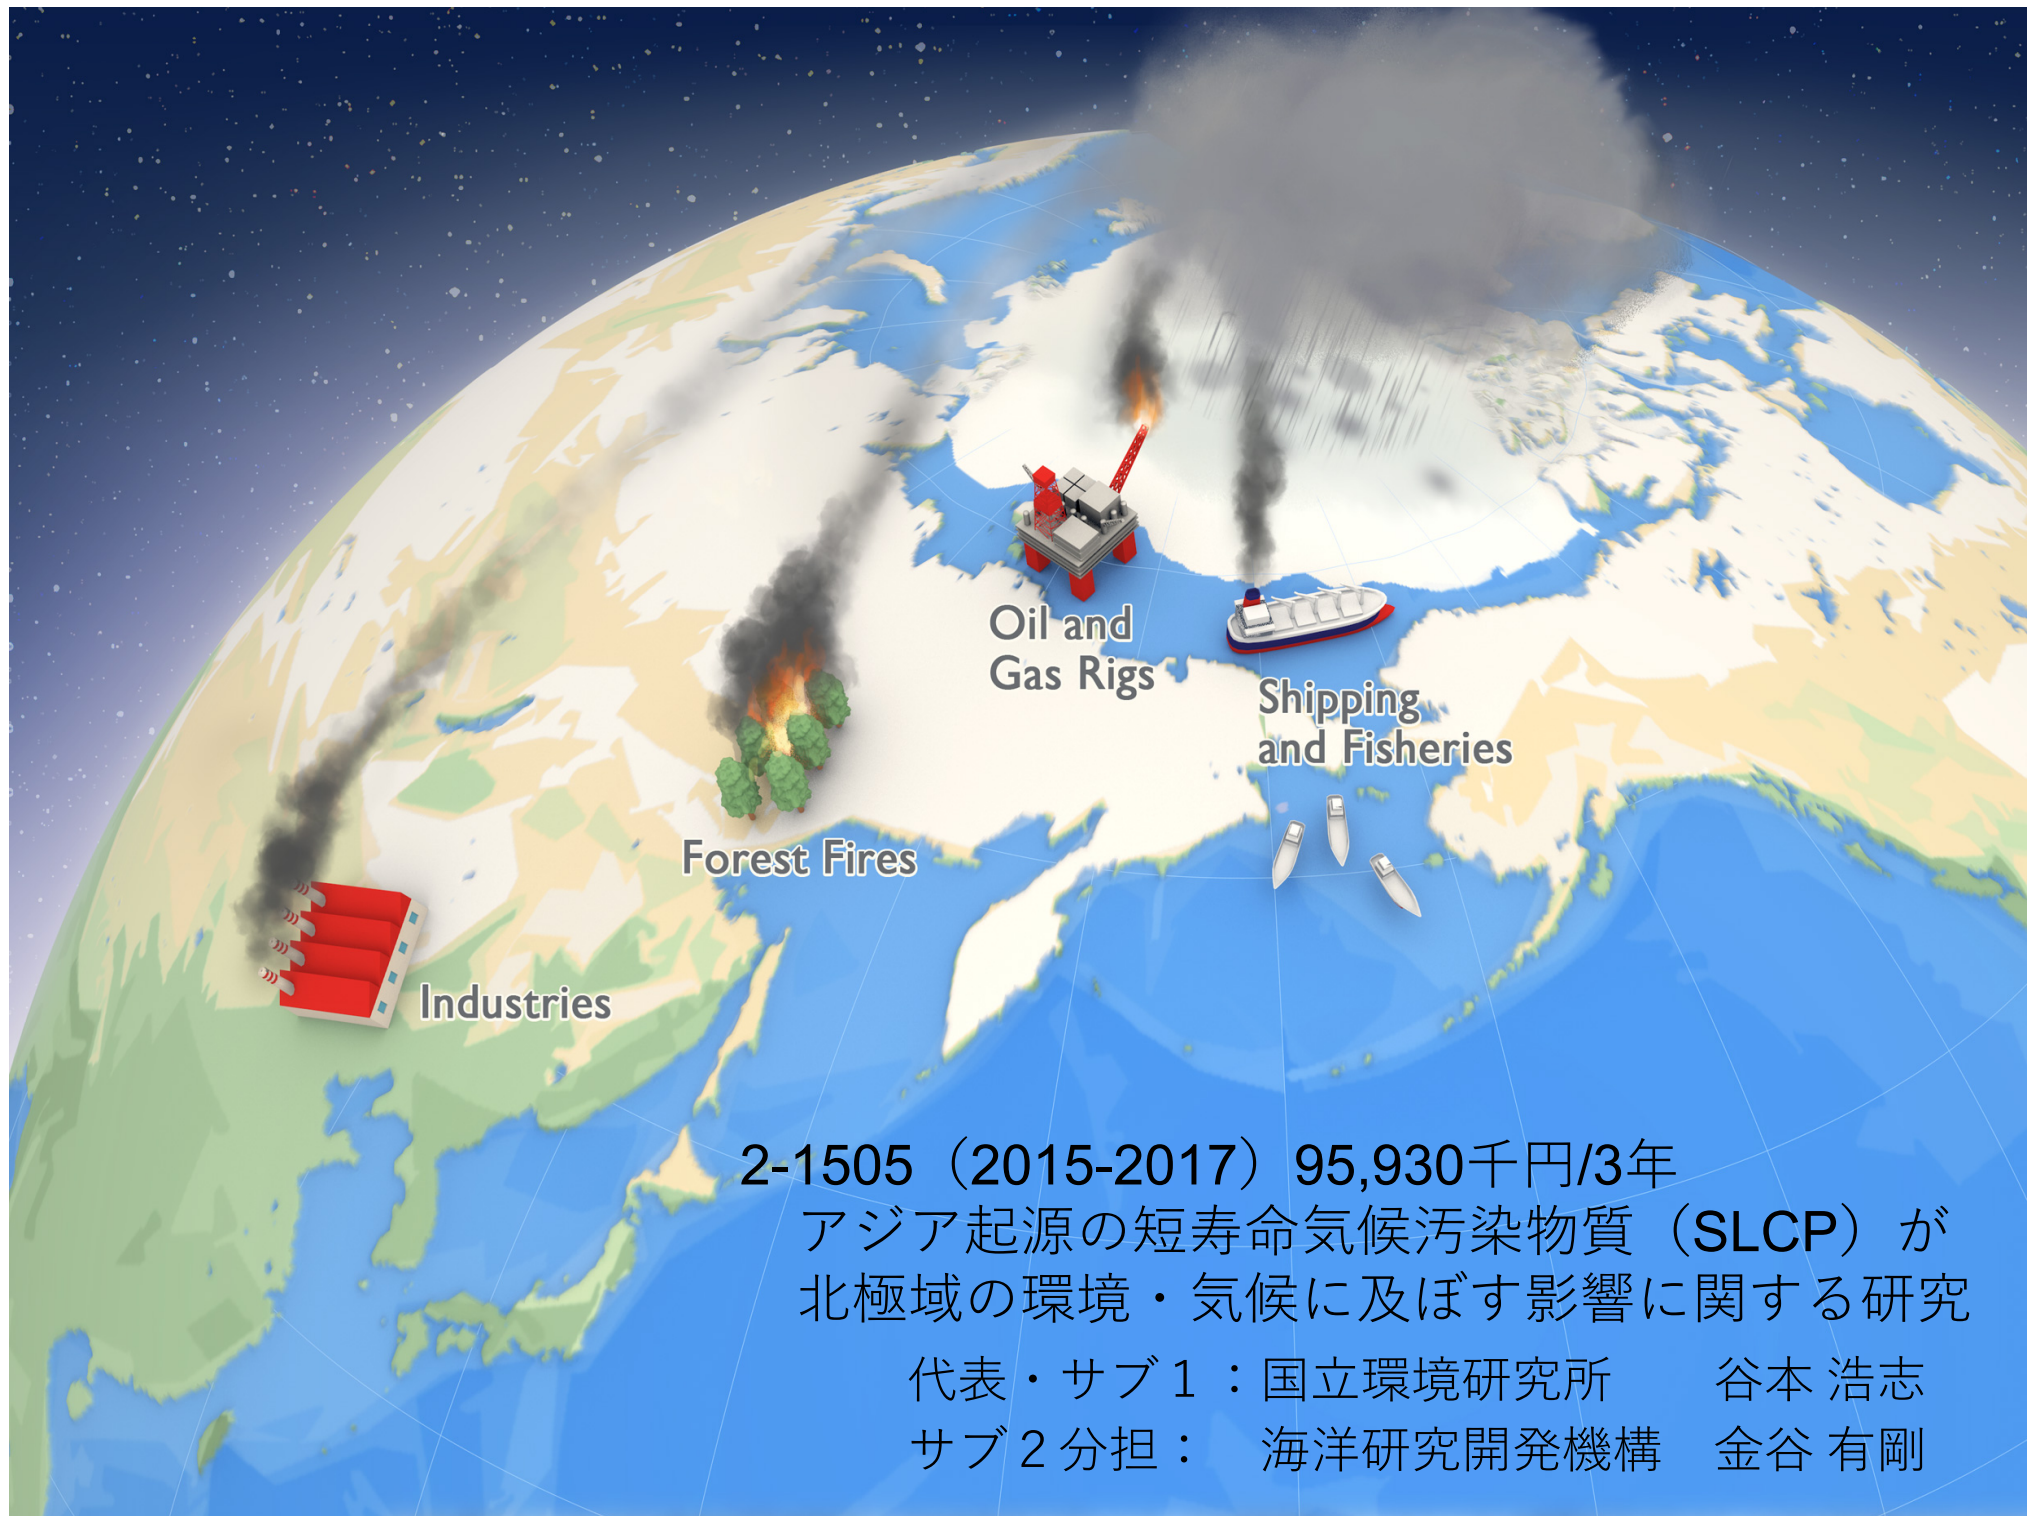 Oil and
Gas Rigs
Shipping
and Fisheries
Forest Fires
Industries
2-1505（2015-2017）95,930千円/3年
アジア起源の短寿命気候汚染物質（SLCP）が
北極域の環境・気候に及ぼす影響に関する研究
代表・サブ１：国立環境研究所　谷本 浩志
サブ２分担：　海洋研究開発機構　金谷 有剛